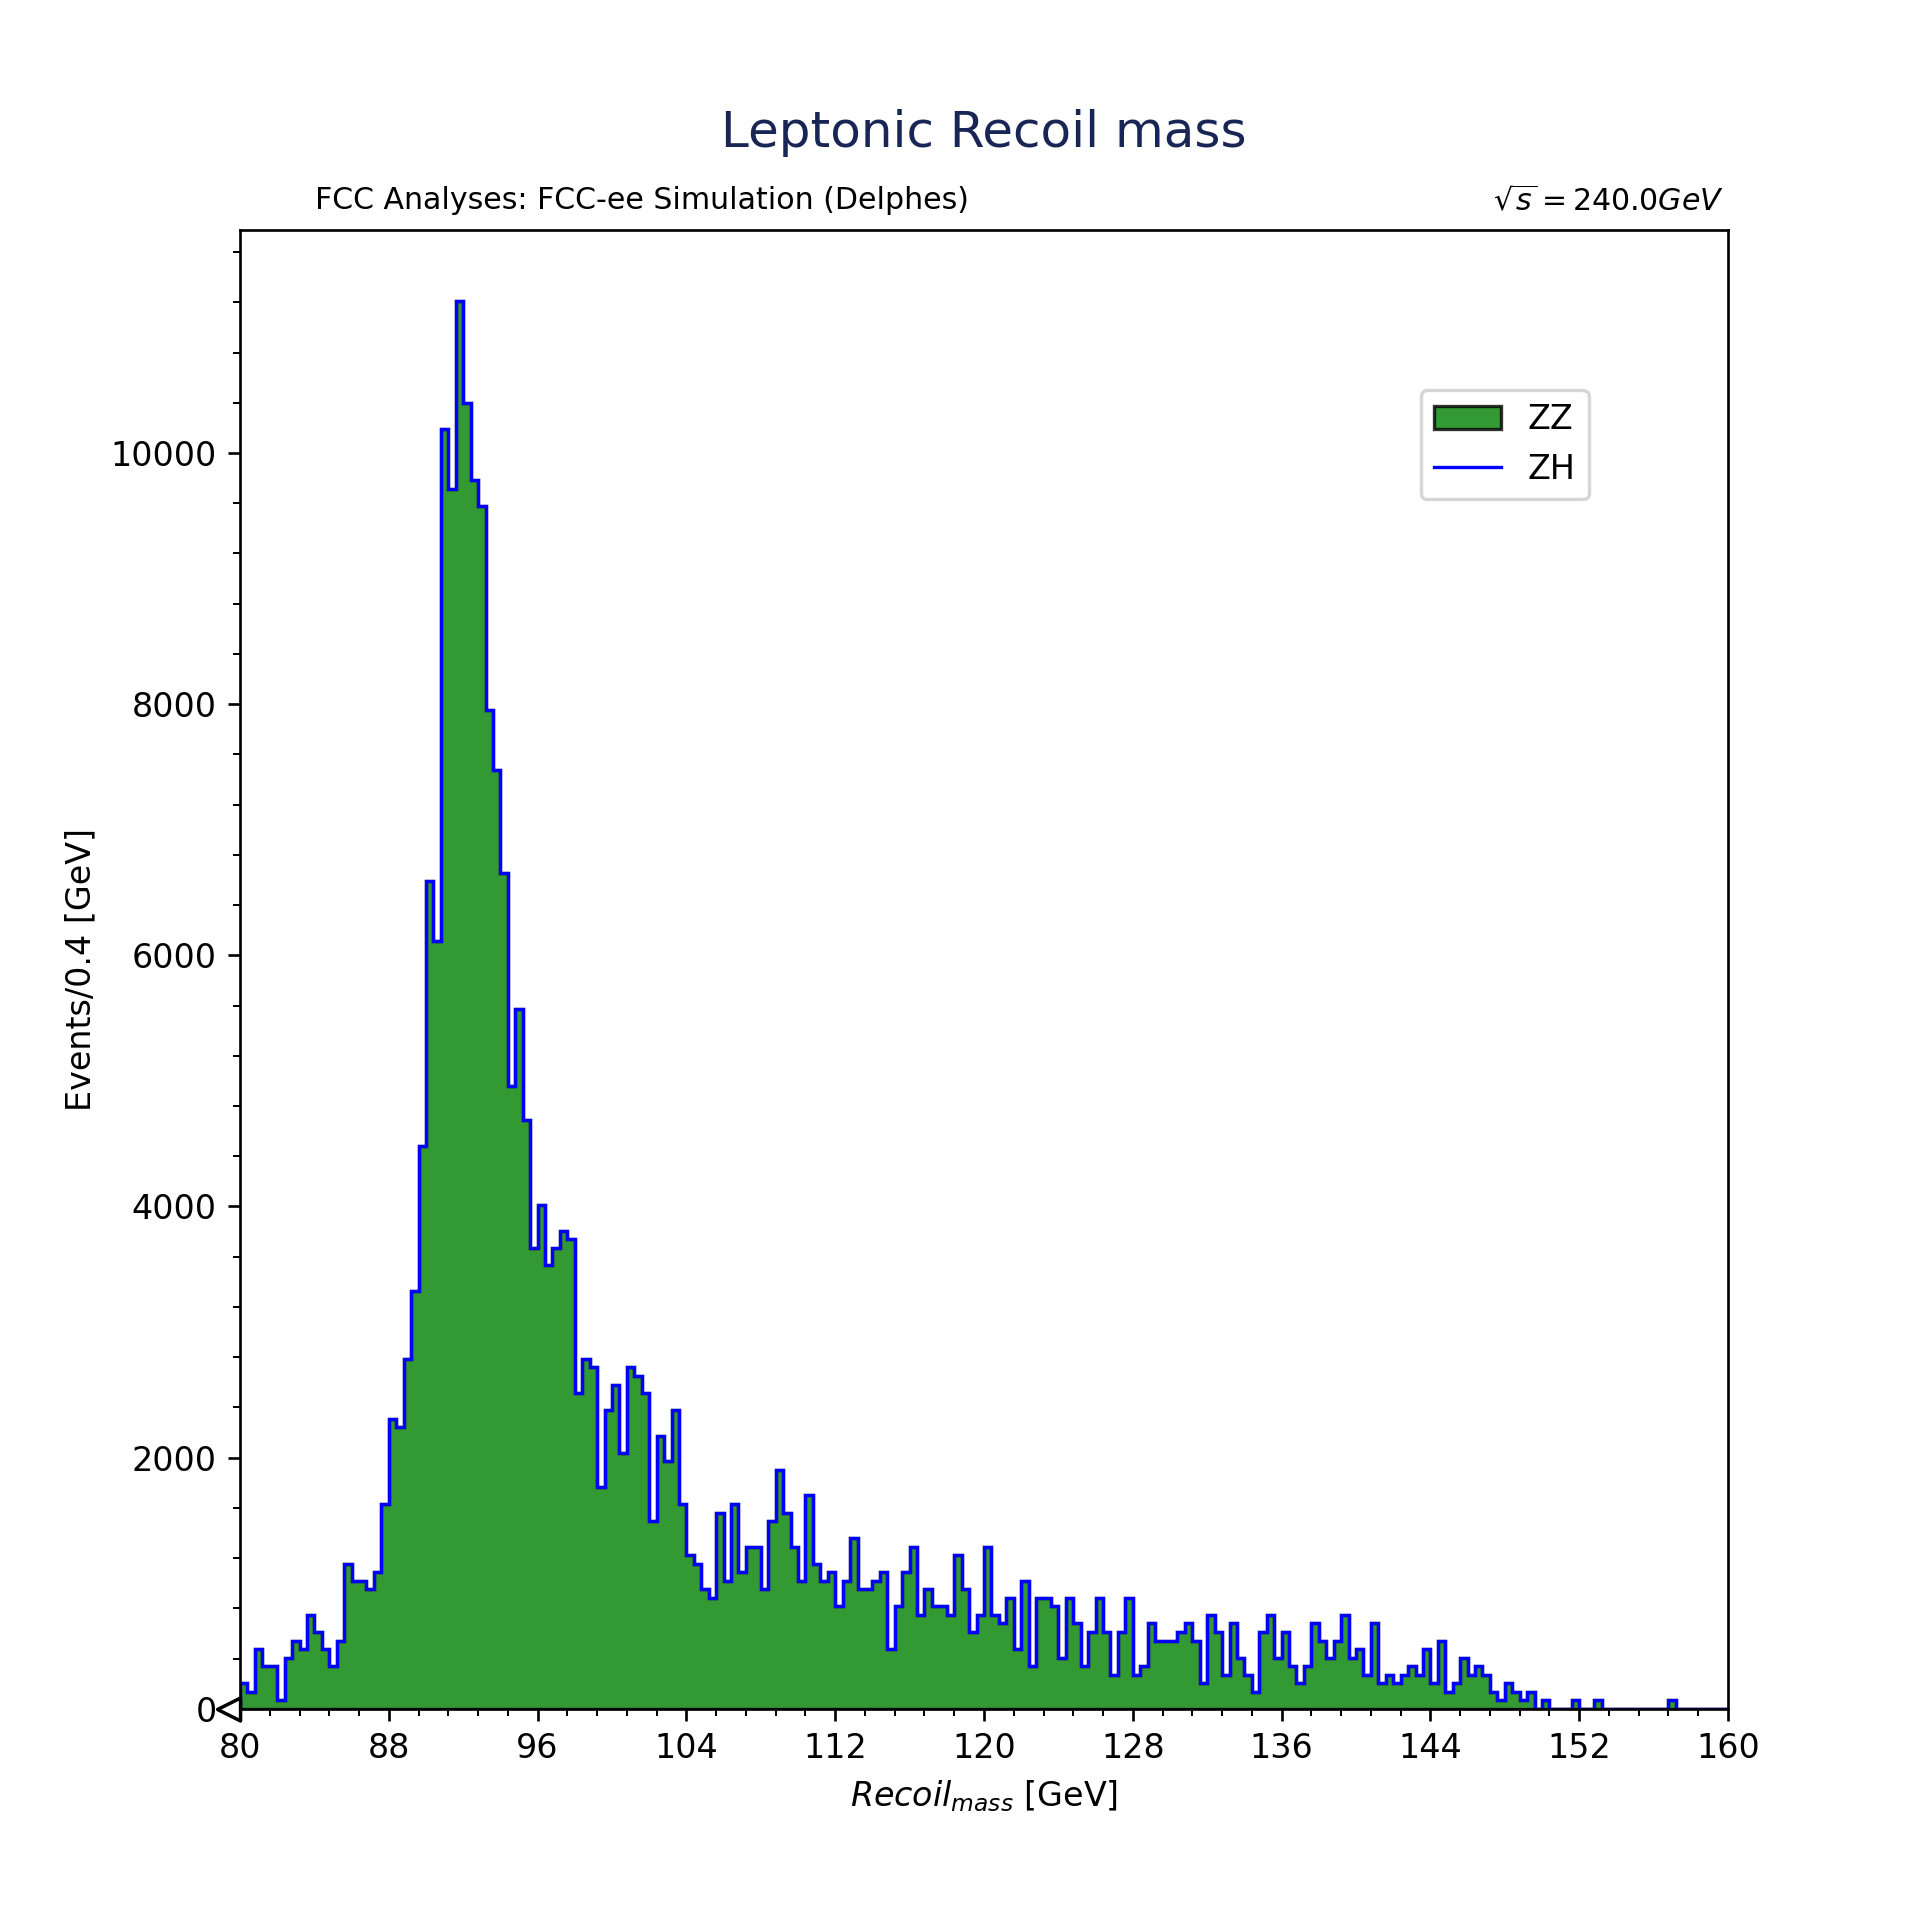 Leptonic Recoil mass
FCC Analyses: FCC-ee Simulation (Delphes)
√s = 240.0GeV
ZZ
ZH
Events/0.4 [GeV]
10000
8000
6000
4000
2000
0
80 88 96 104 112 120 128 136 144 152 160
Recoil_mass [GeV]